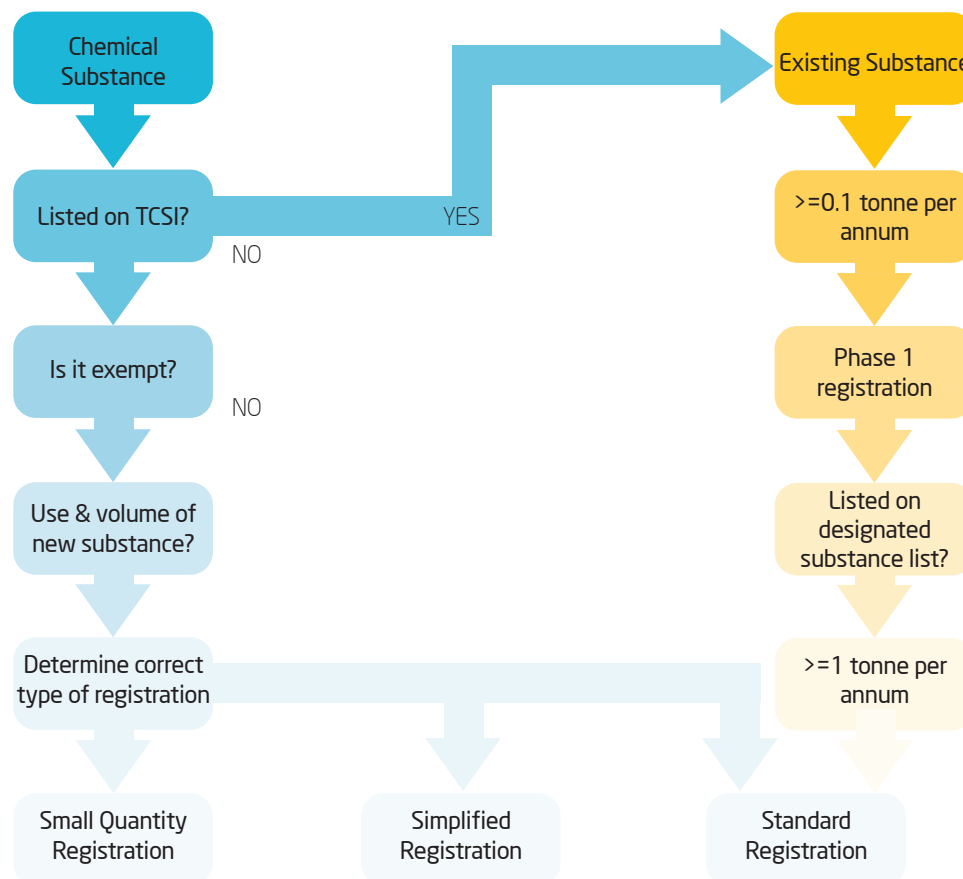 Chemical
Substance
Existing Substance
Listed on TCSI?
YES
NO
>=0.1 tonne per
annum
Is it exempt?
NO
Phase 1
registration
Use & volume of
new substance?
Listed on
designated
substance list?
Determine correct
type of registration
>=1 tonne per
annum
Small Quantity
Registration
Simplified
Registration
Standard
Registration